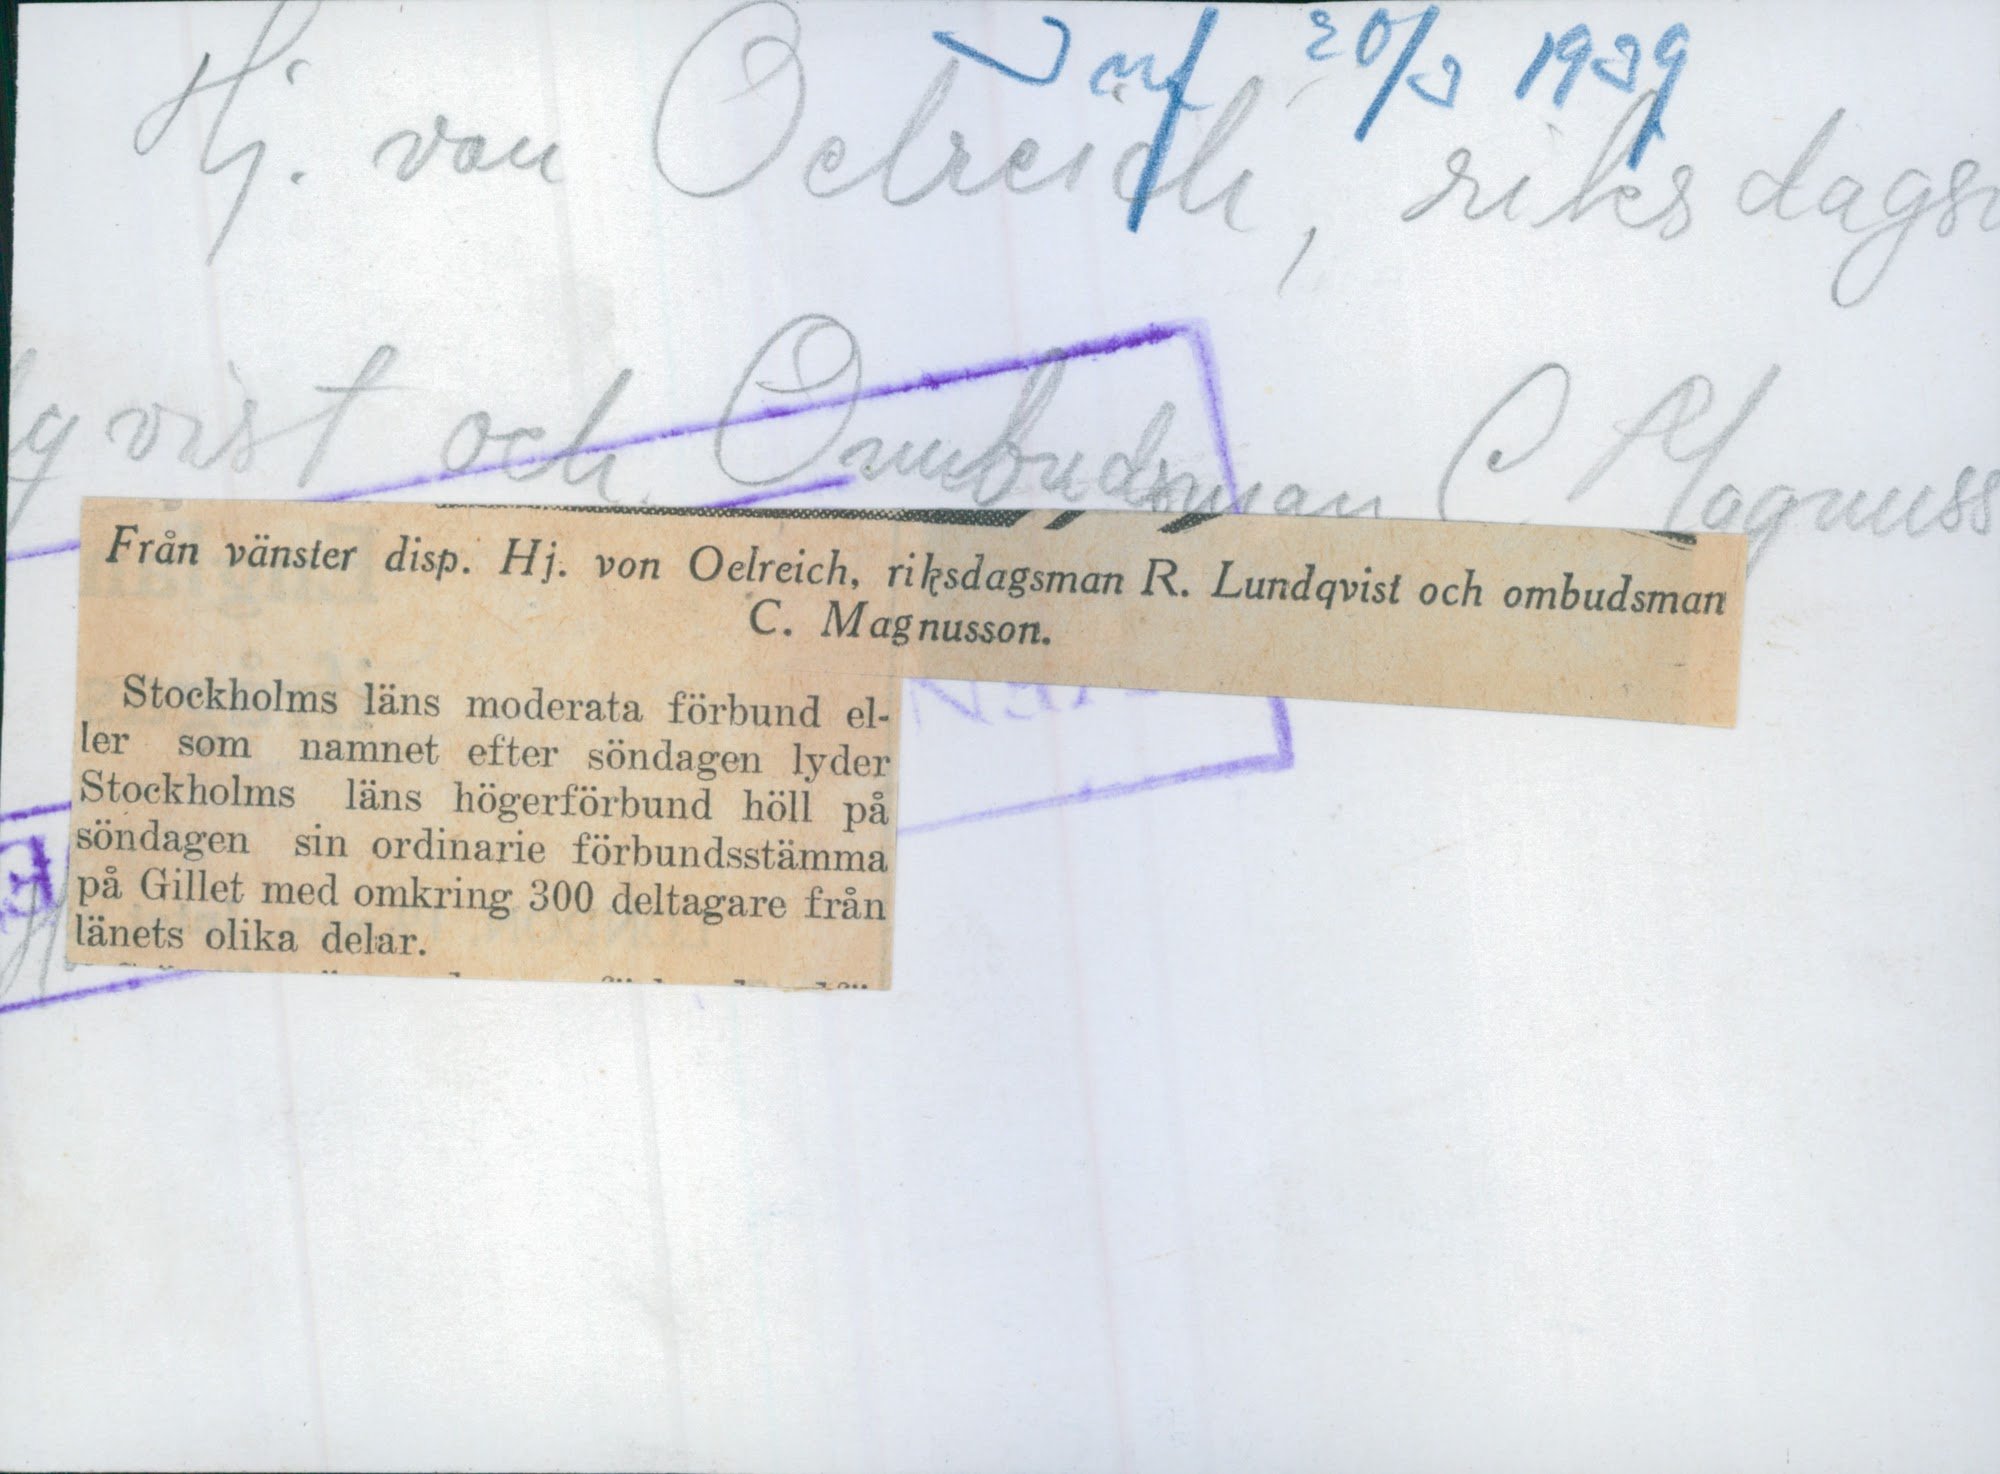 20/3 1939
Hj. von Oelreich, riksdags
qvist och Ombudsman C. Magnuss
Från vänster disp. Hj. von Oelreich, riksdagsman R. Lundqvist och ombudsman
C. Magnusson.
Stockholms läns moderata förbund el-
ler som namnet efter söndagen lyder
Stockholms läns högerförbund höll på
söndagen sin ordinarie förbundsstämma
på Gillet med omkring 300 deltagare från
länets olika delar.